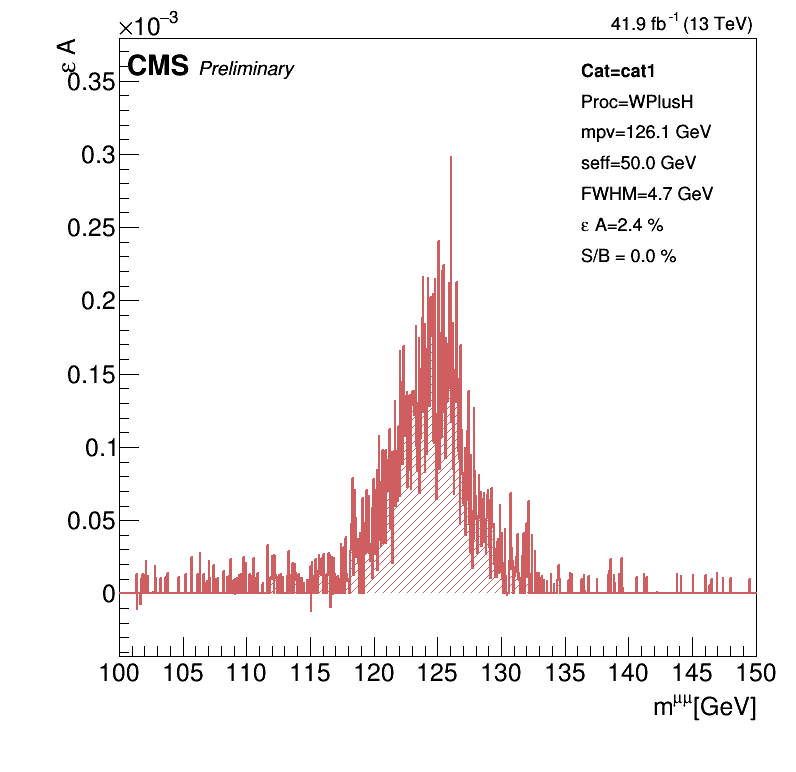 ×10⁻³
41.9 fb⁻¹ (13 TeV)
ε A
CMS Preliminary
Cat=cat1
Proc=WPlusH
mpv=126.1 GeV
seff=50.0 GeV
FWHM=4.7 GeV
ε A=2.4 %
S/B = 0.0 %
0.35
0.3
0.25
0.2
0.15
0.1
0.05
0
100 105 110 115 120 125 130 135 140 145 150
m^μμ[GeV]